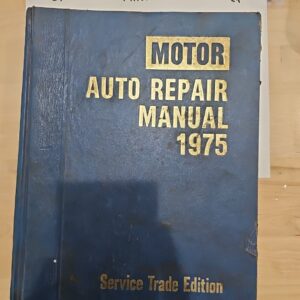 MOTOR
AUTO REPAIR
MANUAL
1975
Service Trade Edition